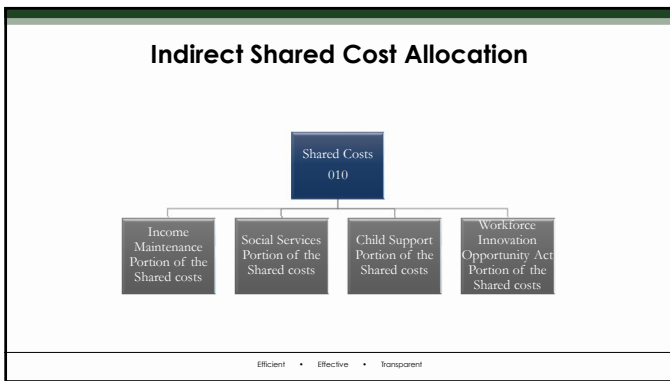 Indirect Shared Cost Allocation
Shared Costs
010
Income
Maintenance
Portion of the
Shared costs
Social Services
Portion of the
Shared costs
Child Support
Portion of the
Shared costs
Workforce
Innovation
Opportunity Act
Portion of the
Shared costs
Efficient • Effective • Transparent